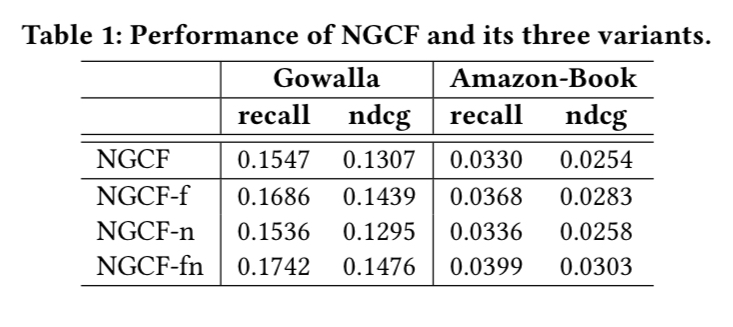 Table 1: Performance of NGCF and its three variants.
Gowalla Amazon-Book
recall ndcg recall ndcg
NGCF 0.1547 0.1307 0.0330 0.0254
NGCF-f 0.1686 0.1439 0.0368 0.0283
NGCF-n 0.1536 0.1295 0.0336 0.0258
NGCF-fn 0.1742 0.1476 0.0399 0.0303